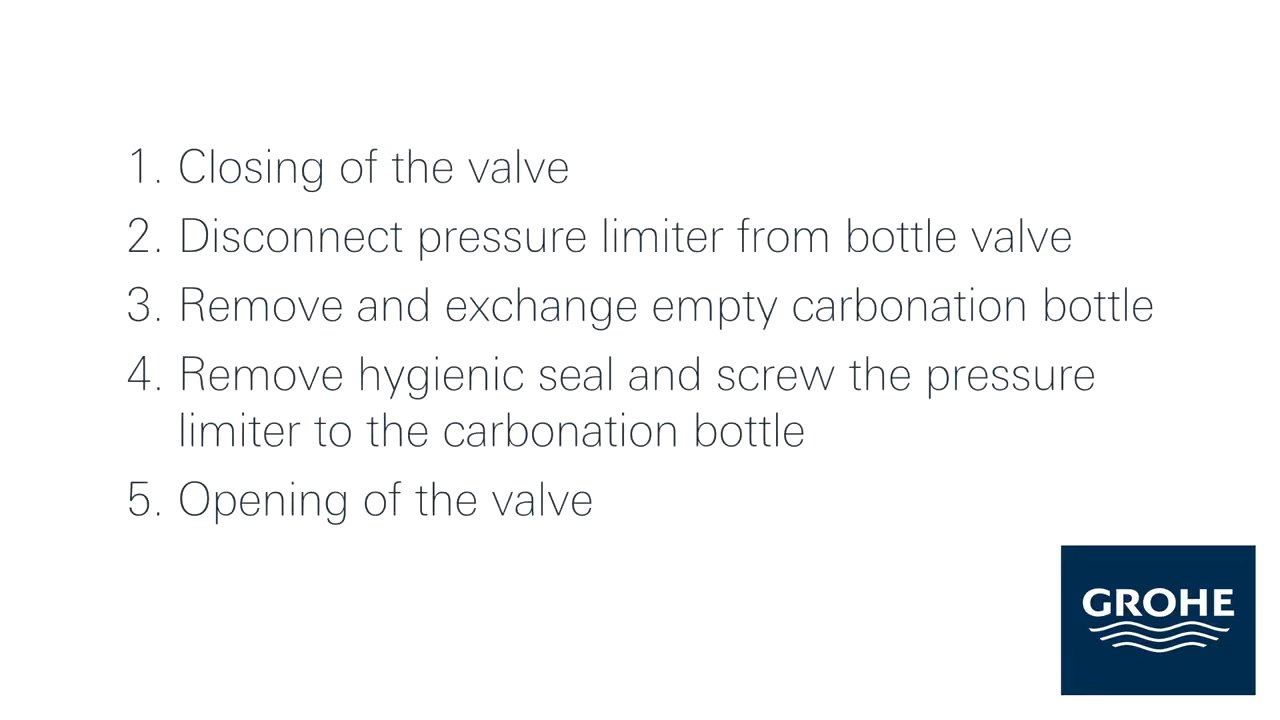 1. Closing of the valve
2. Disconnect pressure limiter from bottle valve
3. Remove and exchange empty carbonation bottle
4. Remove hygienic seal and screw the pressure
limiter to the carbonation bottle
5. Opening of the valve
GROHE